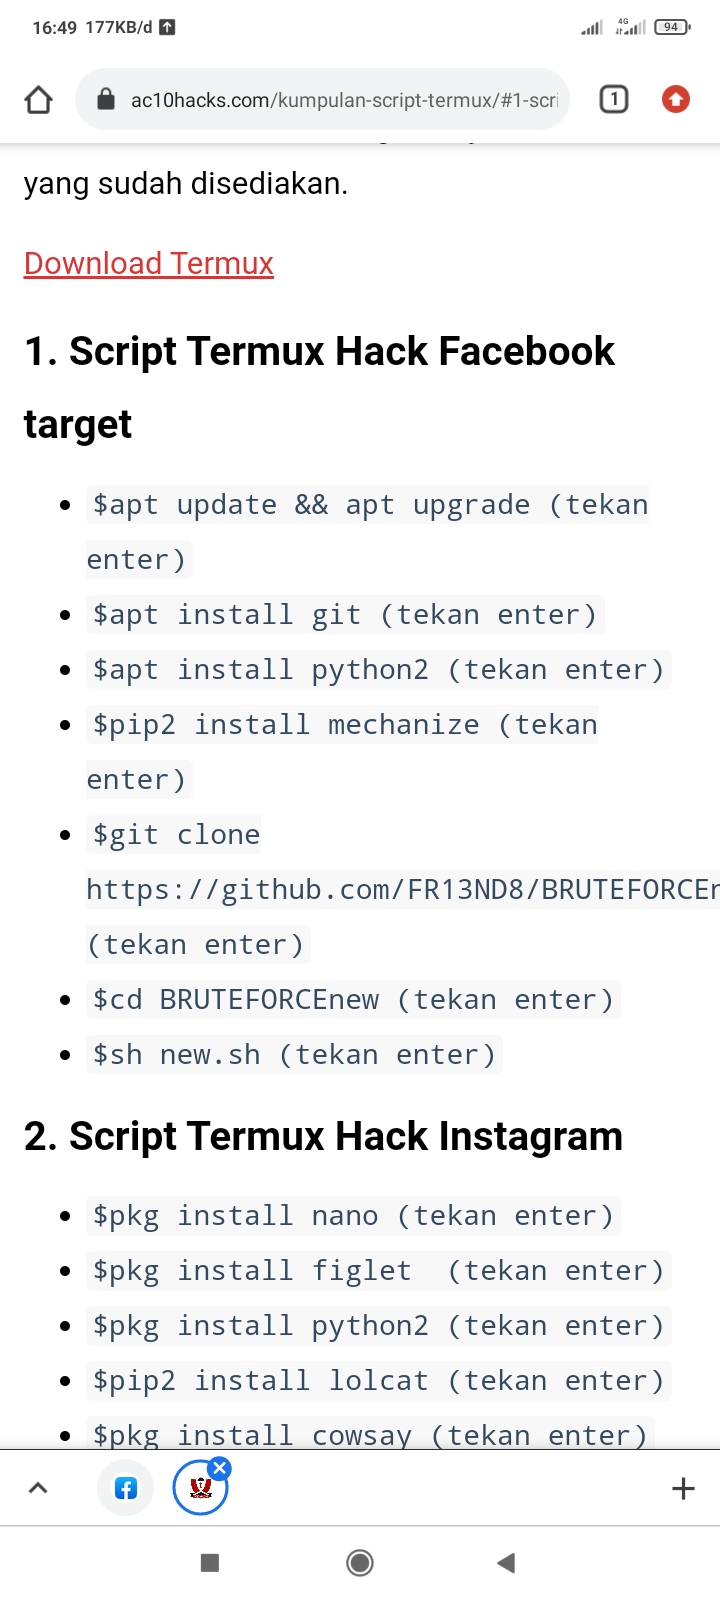 16:49 177KB/d
4G
94
ac10hacks.com/kumpulan-script-termux/#1-scri
1
yang sudah disediakan.
Download Termux
1. Script Termux Hack Facebook
target
$apt update && apt upgrade (tekan
enter)
$apt install git (tekan enter)
$apt install python2 (tekan enter)
$pip2 install mechanize (tekan
enter)
$git clone
https://github.com/FR13ND8/BRUTEFORCEn
(tekan enter)
$cd BRUTEFORCEnew (tekan enter)
$sh new.sh (tekan enter)
2. Script Termux Hack Instagram
$pkg install nano (tekan enter)
$pkg install figlet  (tekan enter)
$pkg install python2 (tekan enter)
$pip2 install lolcat (tekan enter)
$pkg install cowsay (tekan enter)